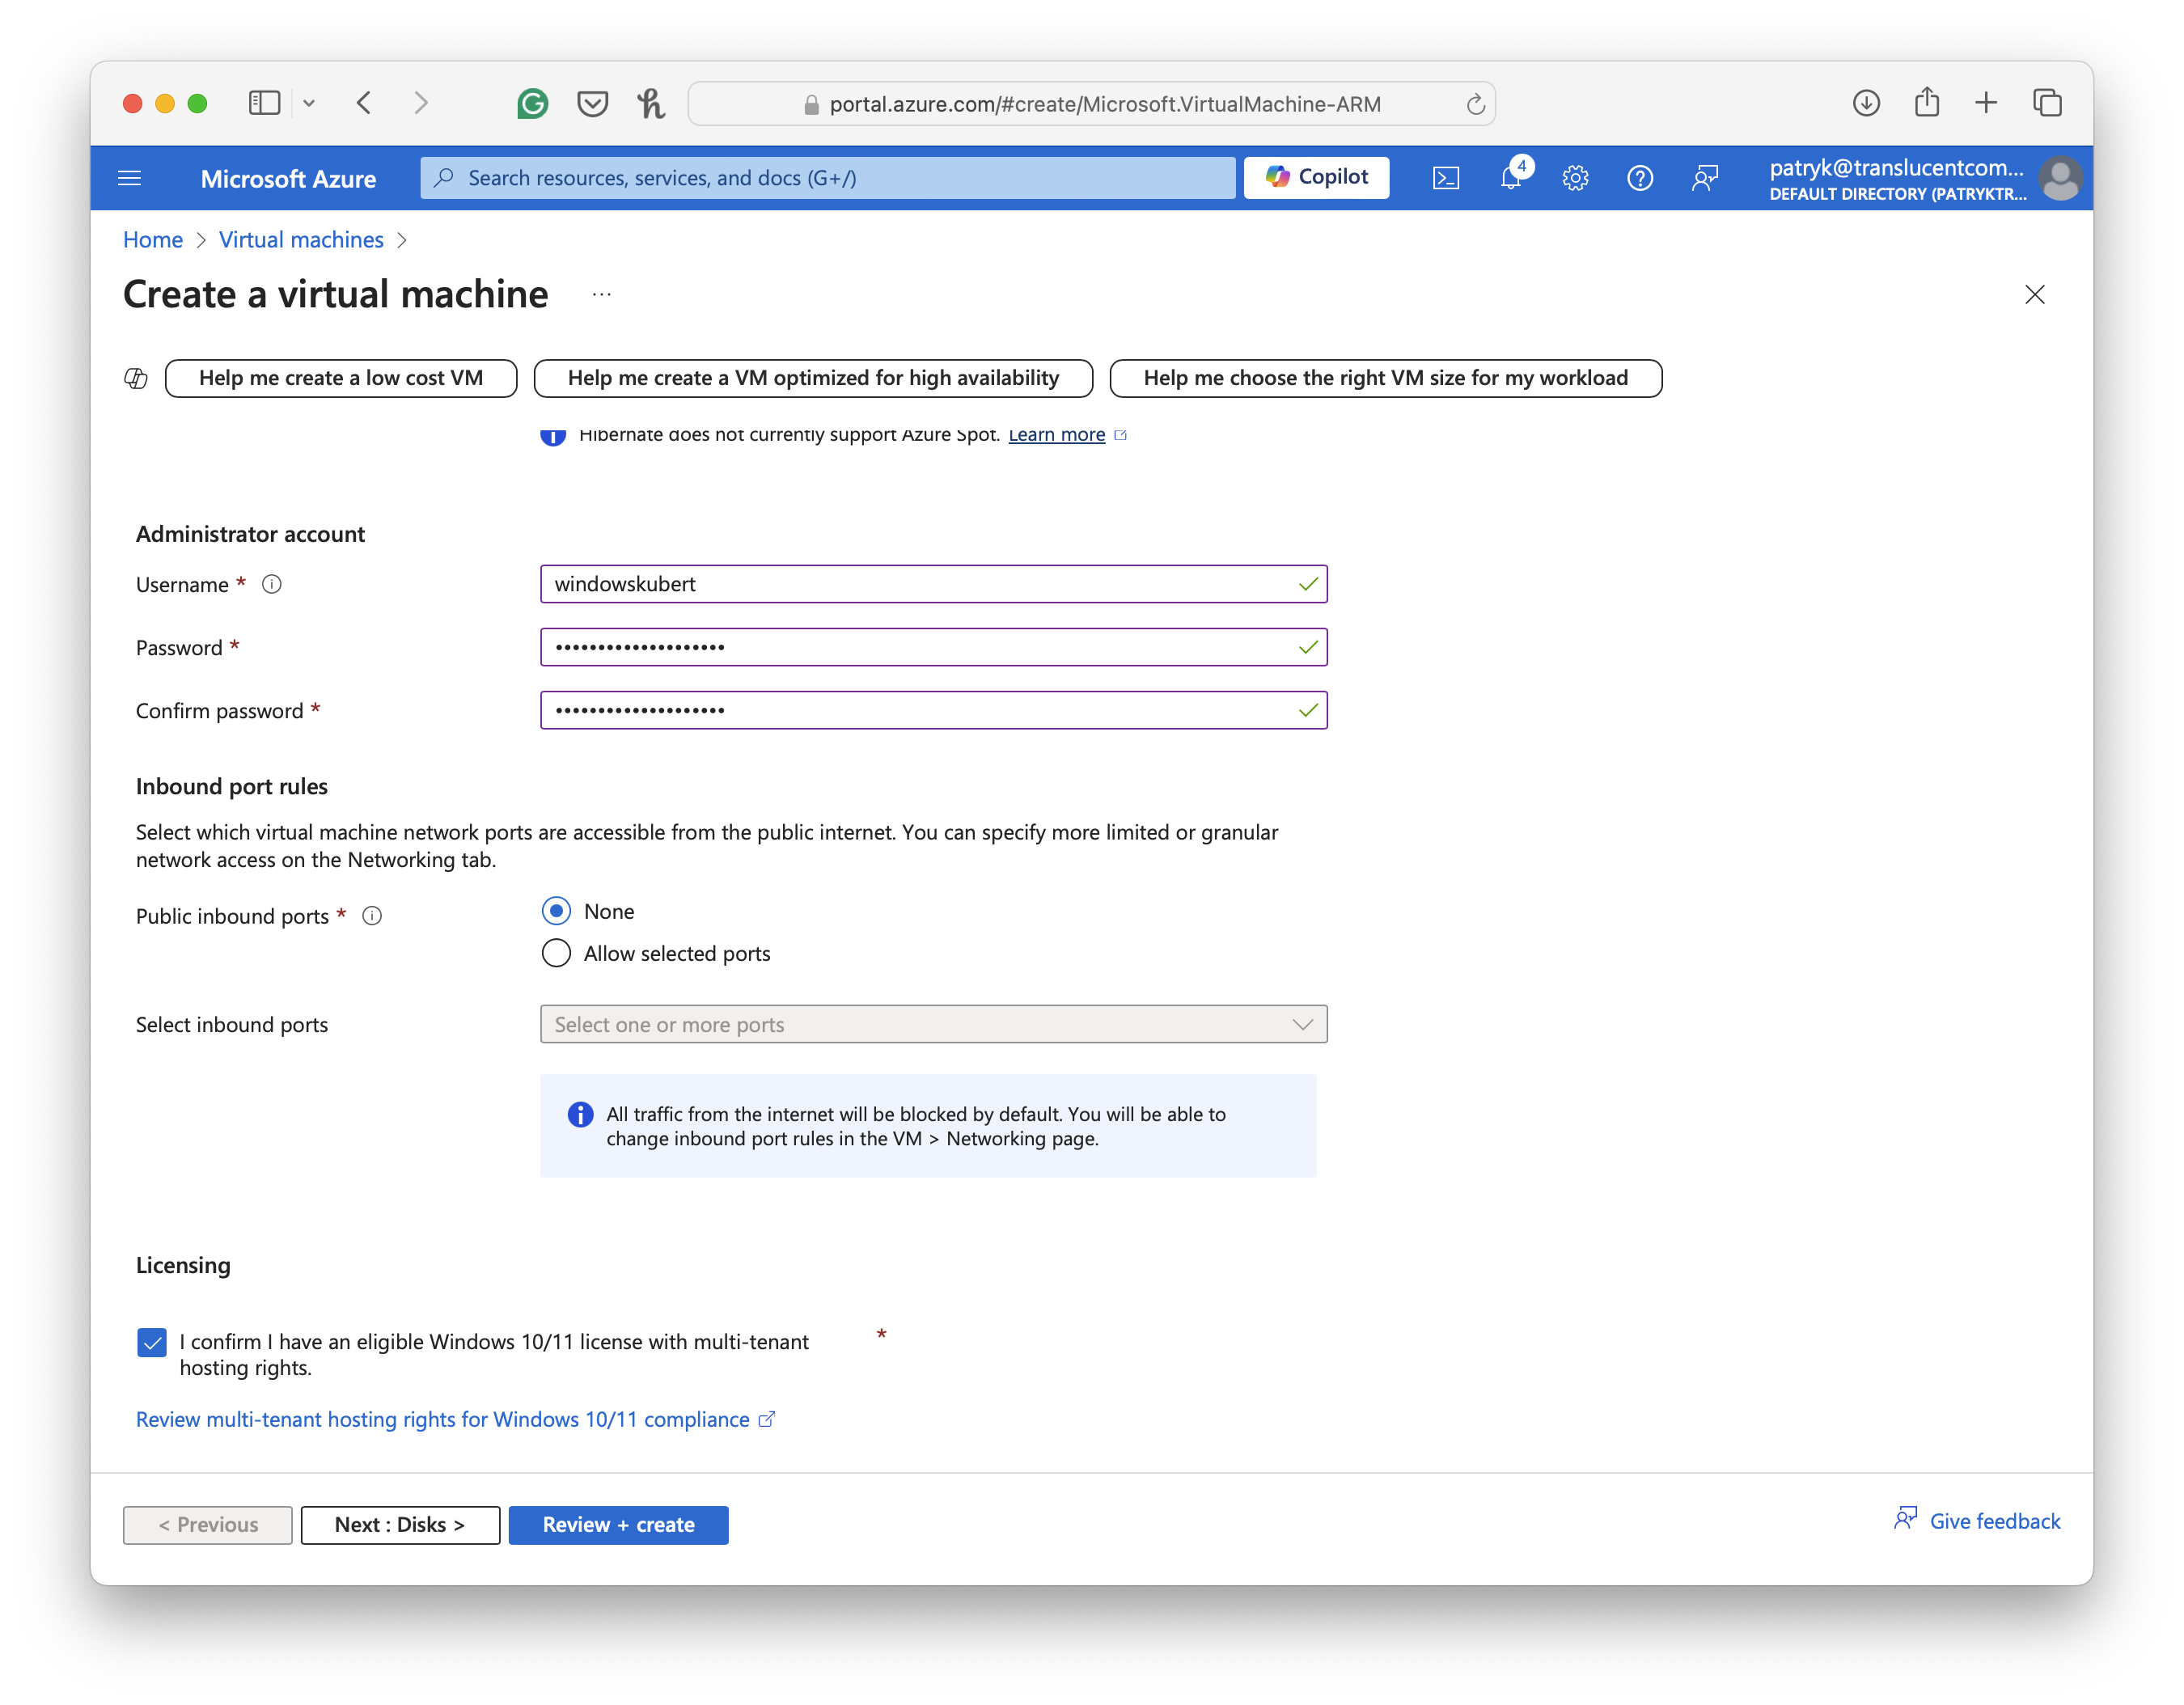 portal.azure.com/#create/Microsoft.VirtualMachine-ARM
Microsoft Azure
Search resources, services, and docs (G+/)
Copilot
4
patryk@translucentcom...
DEFAULT DIRECTORY (PATRYKTR...
Home > Virtual machines >
Create a virtual machine ...
Help me create a low cost VM
Help me create a VM optimized for high availability
Help me choose the right VM size for my workload
Hibernate does not currently support Azure Spot. Learn more
Administrator account
Username *
windowskubert
Password *
••••••••••••••••••••
Confirm password *
••••••••••••••••••••
Inbound port rules
Select which virtual machine network ports are accessible from the public internet. You can specify more limited or granular
network access on the Networking tab.
Public inbound ports *
None
Allow selected ports
Select inbound ports
Select one or more ports
All traffic from the internet will be blocked by default. You will be able to
change inbound port rules in the VM > Networking page.
Licensing
I confirm I have an eligible Windows 10/11 license with multi-tenant *
hosting rights.
Review multi-tenant hosting rights for Windows 10/11 compliance
< Previous
Next : Disks >
Review + create
Give feedback